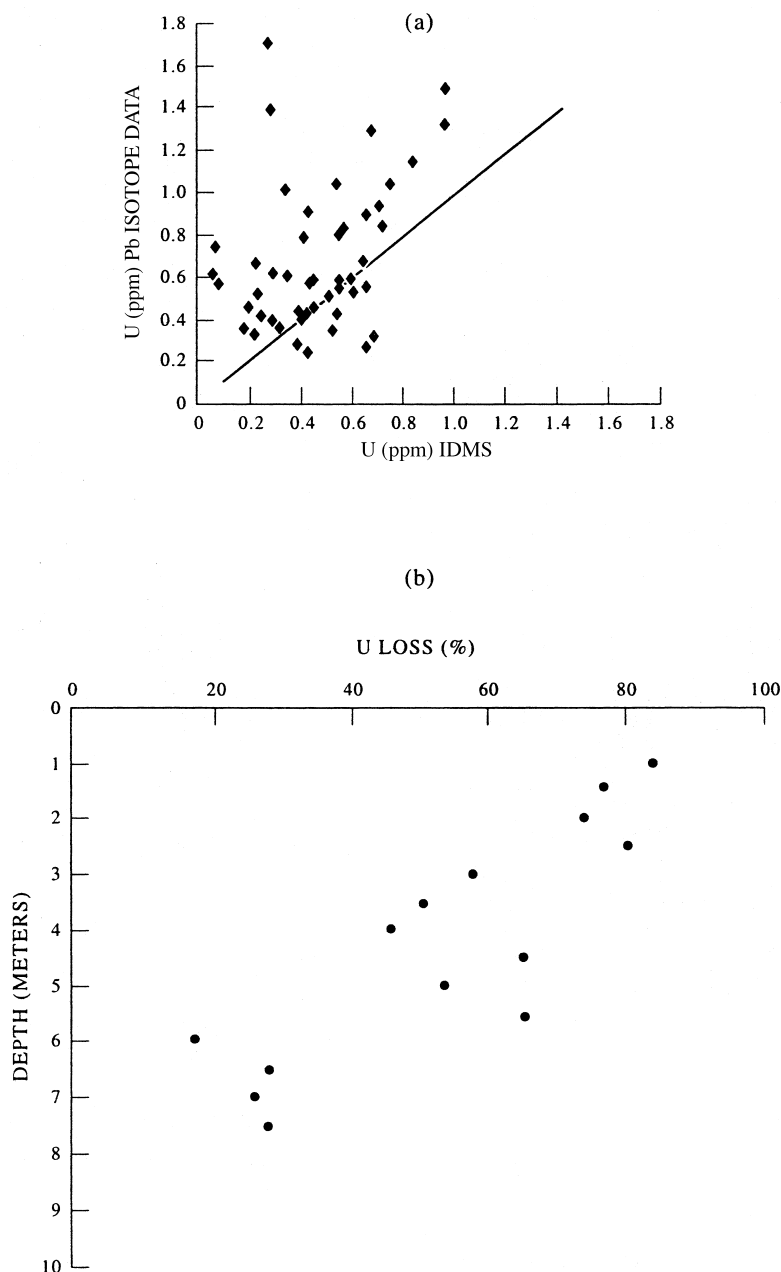 (a)
U (ppm) Pb ISOTOPE DATA
1.8
1.6
1.4
1.2
1.0
0.8
0.6
0.4
0.2
0
0 0.2 0.4 0.6 0.8 1.0 1.2 1.4 1.6 1.8
U (ppm) IDMS
(b)
U LOSS (%)
0 20 40 60 80 100
DEPTH (METERS)
0
1
2
3
4
5
6
7
8
9
10